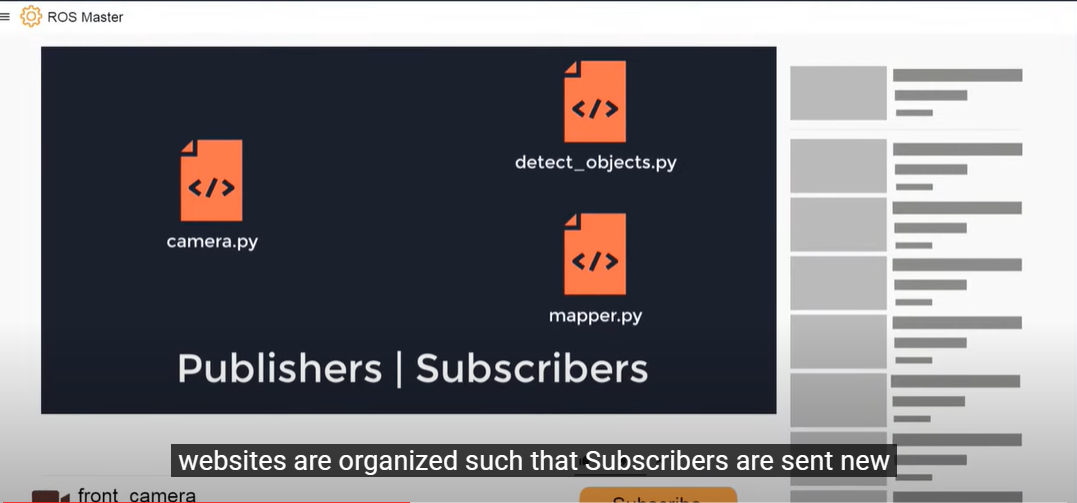 ROS Master
</>
detect_objects.py
</>
camera.py
</>
mapper.py
Publishers | Subscribers
websites are organized such that Subscribers are sent new
front_camera
Subscribe